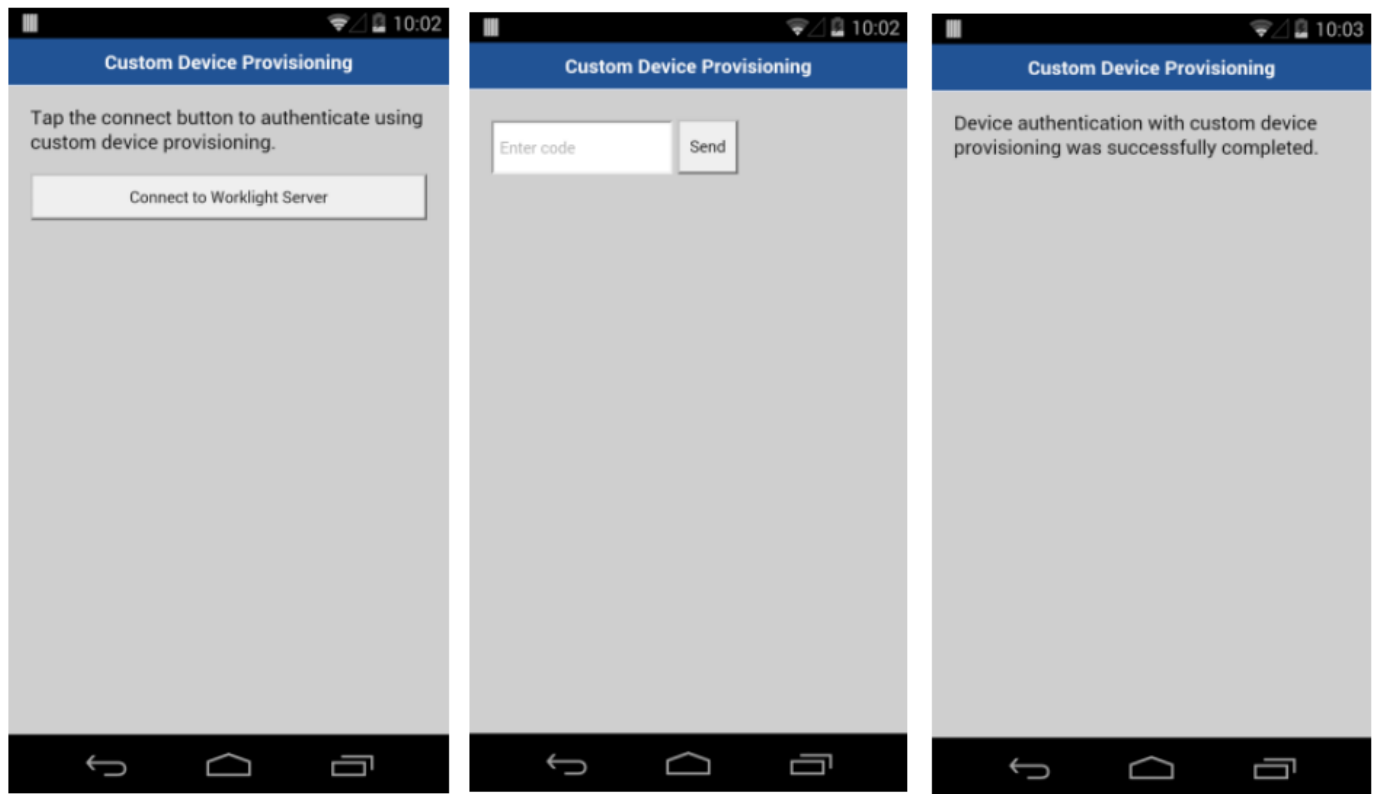 10:02
Custom Device Provisioning
Tap the connect button to authenticate using
custom device provisioning.
Connect to Worklight Server
10:02
Custom Device Provisioning
Enter code
Send
10:03
Custom Device Provisioning
Device authentication with custom device
provisioning was successfully completed.